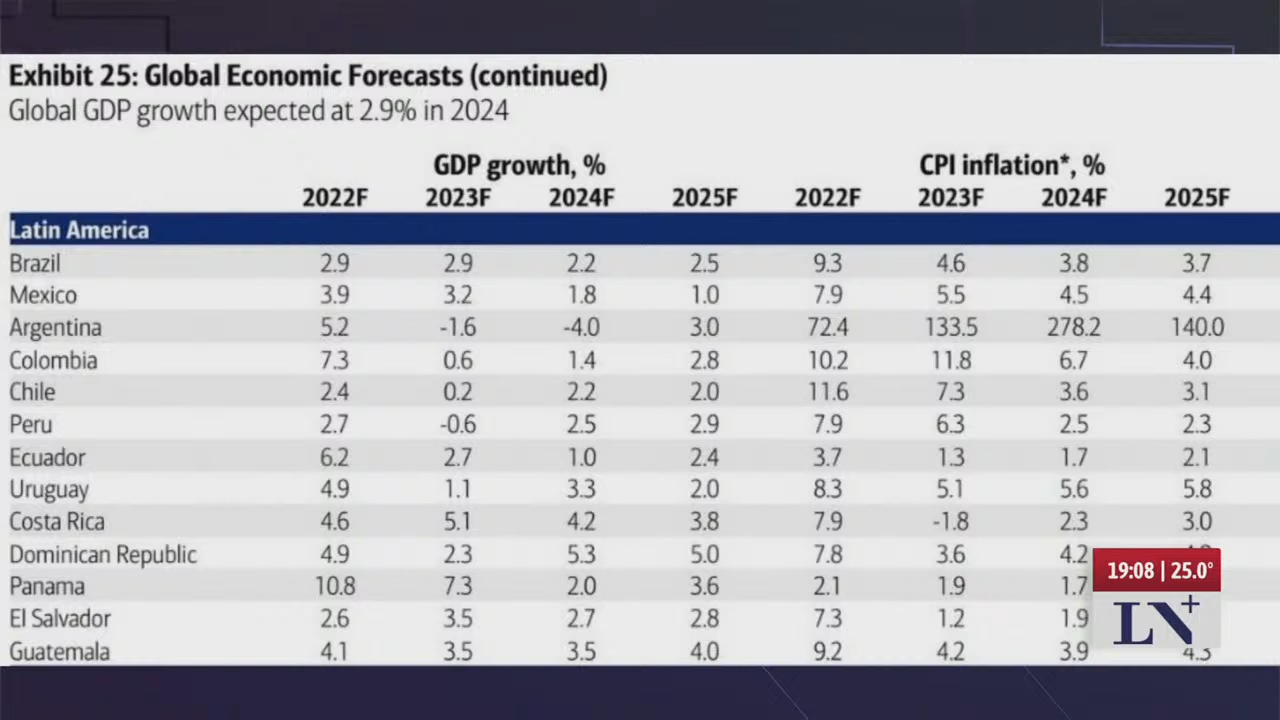 Exhibit 25: Global Economic Forecasts (continued)
Global GDP growth expected at 2.9% in 2024
GDP growth, % CPI inflation*, %
2022F 2023F 2024F 2025F 2022F 2023F 2024F 2025F
Latin America
Brazil 2.9 2.9 2.2 2.5 9.3 4.6 3.8 3.7
Mexico 3.9 3.2 1.8 1.0 7.9 5.5 4.5 4.4
Argentina 5.2 -1.6 -4.0 3.0 72.4 133.5 278.2 140.0
Colombia 7.3 0.6 1.4 2.8 10.2 11.8 6.7 4.0
Chile 2.4 0.2 2.2 2.0 11.6 7.3 3.6 3.1
Peru 2.7 -0.6 2.5 2.9 7.9 6.3 2.5 2.3
Ecuador 6.2 2.7 1.0 2.4 3.7 1.3 1.7 2.1
Uruguay 4.9 1.1 3.3 2.0 8.3 5.1 5.6 5.8
Costa Rica 4.6 5.1 4.2 3.8 7.9 -1.8 2.3 3.0
Dominican Republic 4.9 2.3 5.3 5.0 7.8 3.6 4.2
Panama 10.8 7.3 2.0 3.6 2.1 1.9 1.7
El Salvador 2.6 3.5 2.7 2.8 7.3 1.2 1.9
Guatemala 4.1 3.5 3.5 4.0 9.2 4.2 3.9 4.3
19:08 | 25.0°
LN+